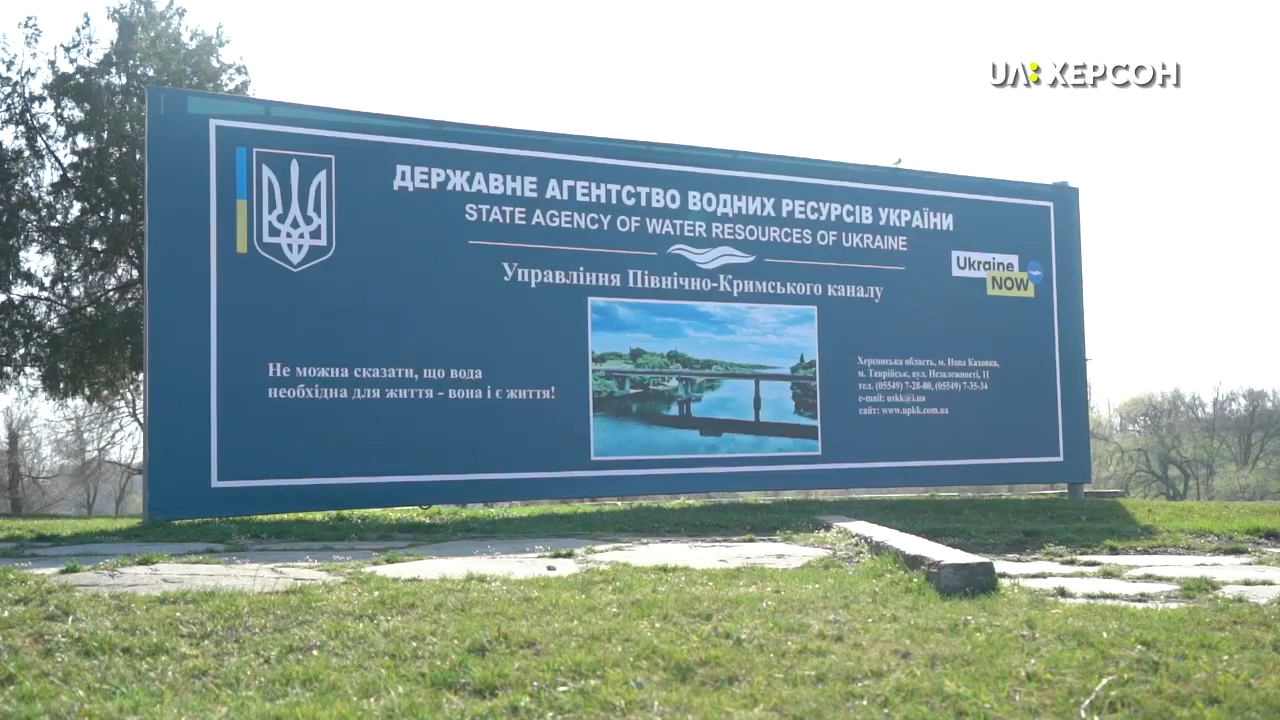 UA: ХЕРСОН
ДЕРЖАВНЕ АГЕНТСТВО ВОДНИХ РЕСУРСІВ УКРАЇНИ
STATE AGENCY OF WATER RESOURCES OF UKRAINE
Управління Північно-Кримського каналу
Ukraine
NOW
Не можна сказати, що вода
необхідна для життя - вона і є життя!
Херсонська область, м. Нова Каховка,
м. Таврійськ, вул. Незалежності, 11
тел. (05549) 7-28-80, (05549) 7-35-34
e-mail: uskk@i.ua
сайт: www.upkk.com.ua